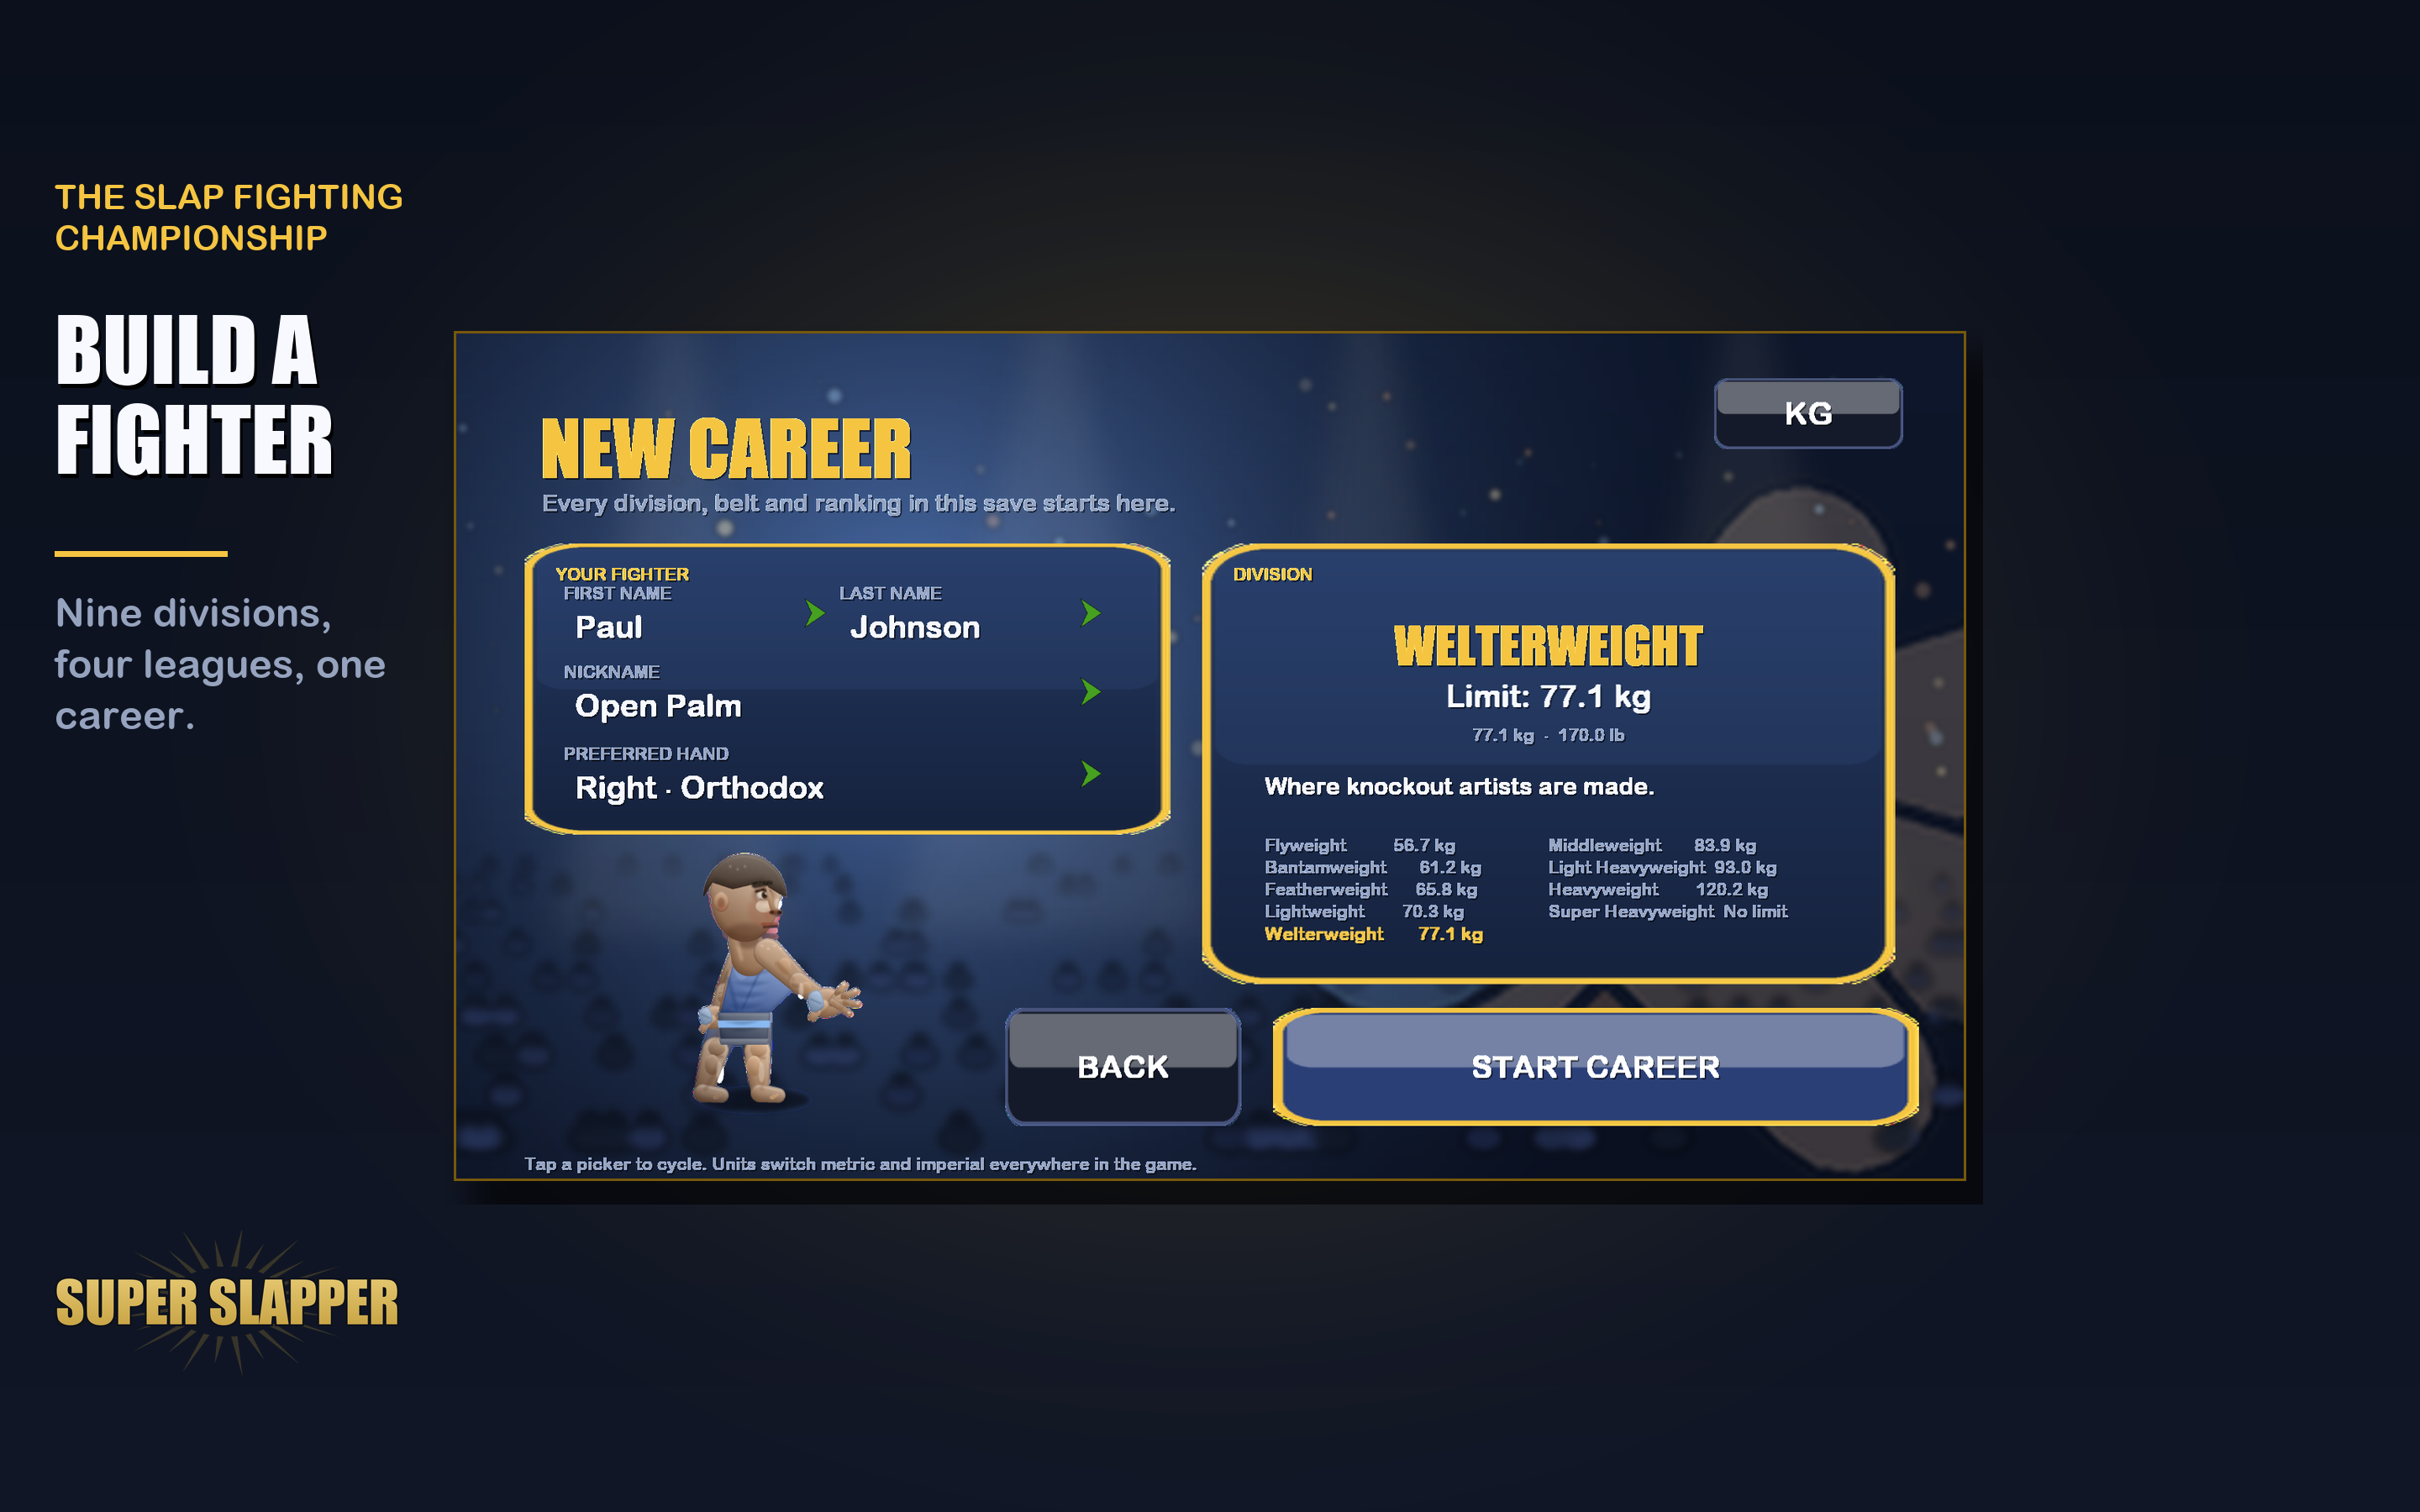 THE SLAP FIGHTING
CHAMPIONSHIP
BUILD A
FIGHTER
Nine divisions,
four leagues, one
career.
SUPER SLAPPER
KG
NEW CAREER
Every division, belt and ranking in this save starts here.
YOUR FIGHTER
FIRST NAME LAST NAME
Paul Johnson
NICKNAME
Open Palm
PREFERRED HAND
Right · Orthodox
DIVISION
WELTERWEIGHT
Limit: 77.1 kg
77.1 kg · 170.0 lb
Where knockout artists are made.
Flyweight 56.7 kg
Bantamweight 61.2 kg
Featherweight 65.8 kg
Lightweight 70.3 kg
Welterweight 77.1 kg
Middleweight 83.9 kg
Light Heavyweight 93.0 kg
Heavyweight 120.2 kg
Super Heavyweight No limit
BACK
START CAREER
Tap a picker to cycle. Units switch metric and imperial everywhere in the game.